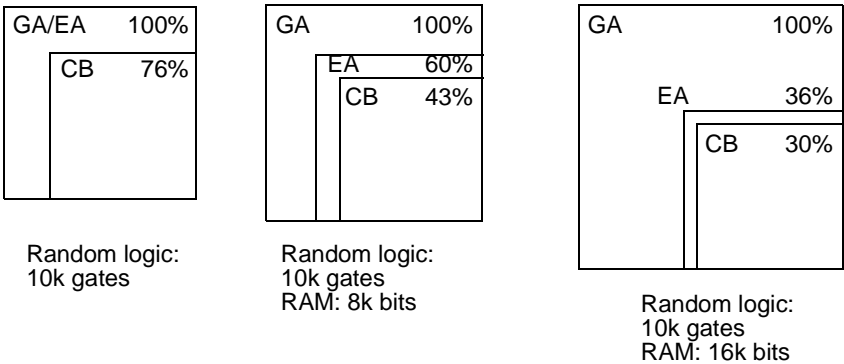 GA/EA 100%
CB 76%
Random logic:
10k gates
GA 100%
EA 60%
CB 43%
Random logic:
10k gates
RAM: 8k bits
GA 100%
EA 36%
CB 30%
Random logic:
10k gates
RAM: 16k bits